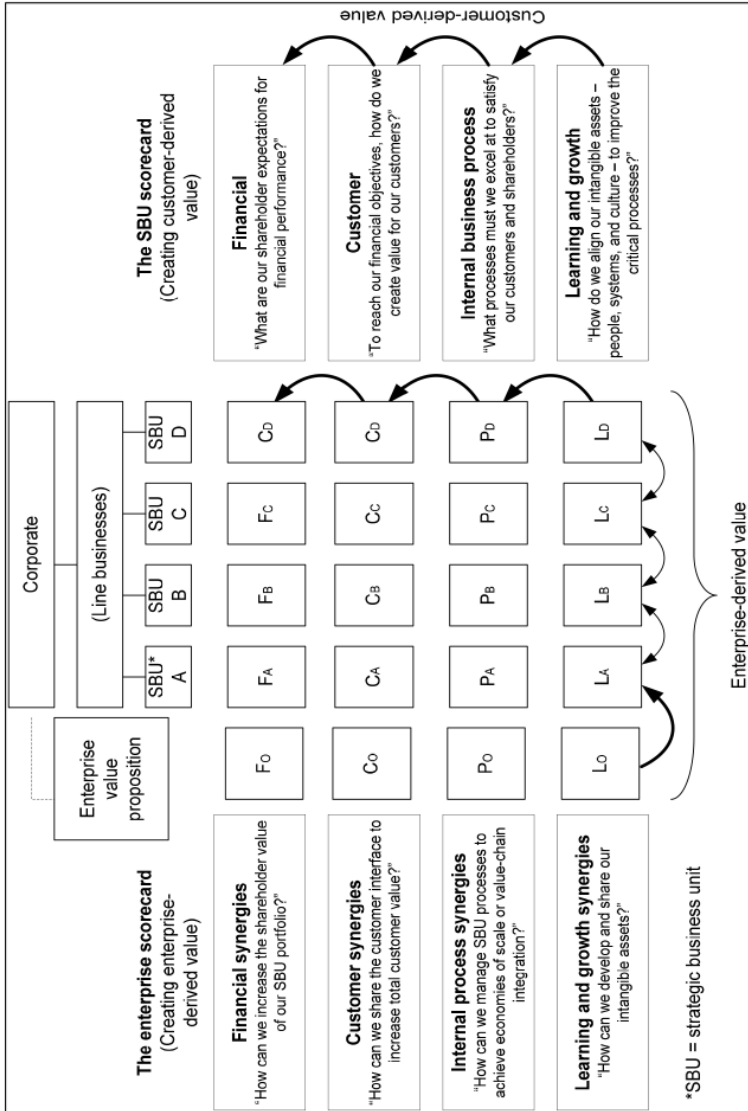 Corporate
(Line businesses)
Enterprise
value
proposition
SBU*
A
SBU
B
SBU
C
SBU
D
The enterprise scorecard
(Creating enterprise-
derived value)
The SBU scorecard
(Creating customer-derived
value)
Financial synergies
"How can we increase the shareholder value
of our SBU portfolio?"
FO
FA
FB
FC
CD
Financial
"What are our shareholder expectations for
financial performance?"
Customer synergies
"How can we share the customer interface to
increase total customer value?"
CO
CA
CB
CC
CD
Customer
"To reach our financial objectives, how do we
create value for our customers?"
Internal process synergies
"How can we manage SBU processes to
achieve economies of scale or value-chain
integration?"
PO
PA
PB
PC
PD
Internal business process
"What processes must we excel at to satisfy
our customers and shareholders?"
Learning and growth synergies
"How can we develop and share our
intangible assets?"
LO
LA
LB
LC
LD
Learning and growth
"How do we align our intangible assets –
people, systems, and culture – to improve the
critical processes?"
Customer-derived value
Enterprise-derived value
*SBU = strategic business unit